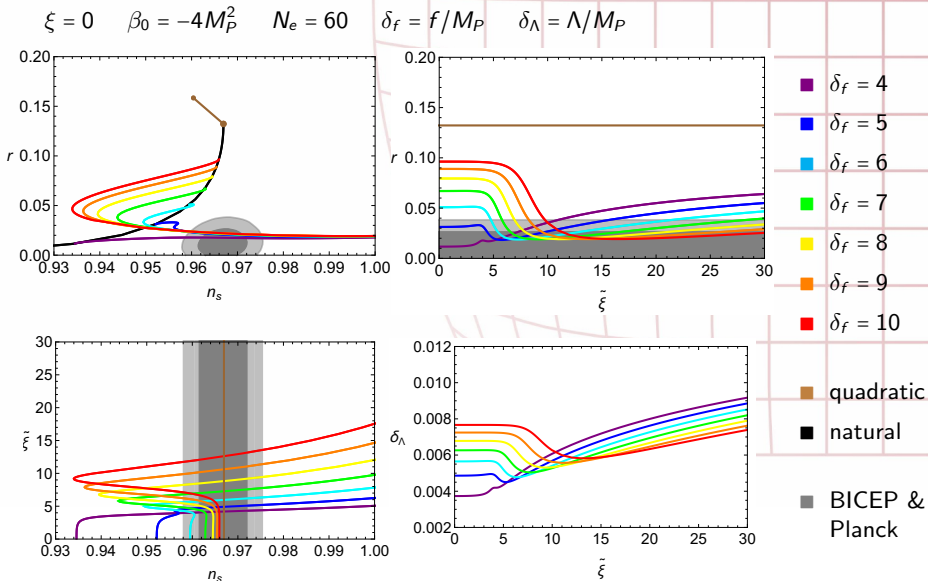 ξ = 0 β₀ = −4M_P² N_e = 60 δ_f = f/M_P δ_Λ = Λ/M_P
0.20
0.15
r 0.10
0.05
0.00
0.93 0.94 0.95 0.96 0.97 0.98 0.99 1.00
n_s
0.20
0.15
r 0.10
0.05
0.00
0 5 10 15 20 25 30
ξ̃
30
25
20
ξ̃ 15
10
5
0
0.93 0.94 0.95 0.96 0.97 0.98 0.99 1.00
n_s
0.012
0.010
δ_Λ 0.008
0.006
0.004
0.002
0 5 10 15 20 25 30
ξ̃
δ_f = 4
δ_f = 5
δ_f = 6
δ_f = 7
δ_f = 8
δ_f = 9
δ_f = 10
quadratic
natural
BICEP &
Planck